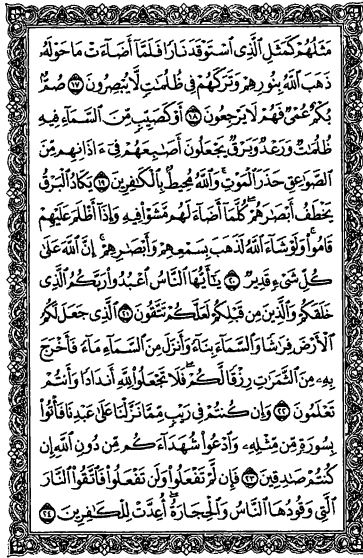 مَثَلُهُمْ كَمَثَلِ ٱلَّذِى ٱسْتَوْقَدَ نَارًا فَلَمَّآ أَضَآءَتْ مَا حَوْلَهُۥ
ذَهَبَ ٱللَّهُ بِنُورِهِمْ وَتَرَكَهُمْ فِى ظُلُمَٰتٍ لَّا يُبْصِرُونَ ١٧ صُمٌّۢ
بُكْمٌ عُمْىٌ فَهُمْ لَا يَرْجِعُونَ ١٨ أَوْ كَصَيِّبٍ مِّنَ ٱلسَّمَآءِ فِيهِ
ظُلُمَٰتٌ وَرَعْدٌ وَبَرْقٌ يَجْعَلُونَ أَصَٰبِعَهُمْ فِىٓ ءَاذَانِهِم مِّنَ
ٱلصَّوَٰعِقِ حَذَرَ ٱلْمَوْتِ وَٱللَّهُ مُحِيطٌۢ بِٱلْكَٰفِرِينَ ١٩ يَكَادُ ٱلْبَرْقُ
يَخْطَفُ أَبْصَٰرَهُمْ كُلَّمَآ أَضَآءَ لَهُم مَّشَوْا۟ فِيهِ وَإِذَآ أَظْلَمَ عَلَيْهِمْ
قَامُوا۟ وَلَوْ شَآءَ ٱللَّهُ لَذَهَبَ بِسَمْعِهِمْ وَأَبْصَٰرِهِمْ إِنَّ ٱللَّهَ عَلَىٰ
كُلِّ شَىْءٍ قَدِيرٌ ٢٠ يَٰٓأَيُّهَا ٱلنَّاسُ ٱعْبُدُوا۟ رَبَّكُمُ ٱلَّذِى
خَلَقَكُمْ وَٱلَّذِينَ مِن قَبْلِكُمْ لَعَلَّكُمْ تَتَّقُونَ ٢١ ٱلَّذِى جَعَلَ لَكُمُ
ٱلْأَرْضَ فِرَٰشًا وَٱلسَّمَآءَ بِنَآءً وَأَنزَلَ مِنَ ٱلسَّمَآءِ مَآءً فَأَخْرَجَ
بِهِۦ مِنَ ٱلثَّمَرَٰتِ رِزْقًا لَّكُمْ فَلَا تَجْعَلُوا۟ لِلَّهِ أَندَادًا وَأَنتُمْ
تَعْلَمُونَ ٢٢ وَإِن كُنتُمْ فِى رَيْبٍ مِّمَّا نَزَّلْنَا عَلَىٰ عَبْدِنَا فَأْتُوا۟
بِسُورَةٍ مِّن مِّثْلِهِۦ وَٱدْعُوا۟ شُهَدَآءَكُم مِّن دُونِ ٱللَّهِ إِن
كُنتُمْ صَٰدِقِينَ ٢٣ فَإِن لَّمْ تَفْعَلُوا۟ وَلَن تَفْعَلُوا۟ فَٱتَّقُوا۟ ٱلنَّارَ
ٱلَّتِى وَقُودُهَا ٱلنَّاسُ وَٱلْحِجَارَةُ أُعِدَّتْ لِلْكَٰفِرِينَ ٢٤